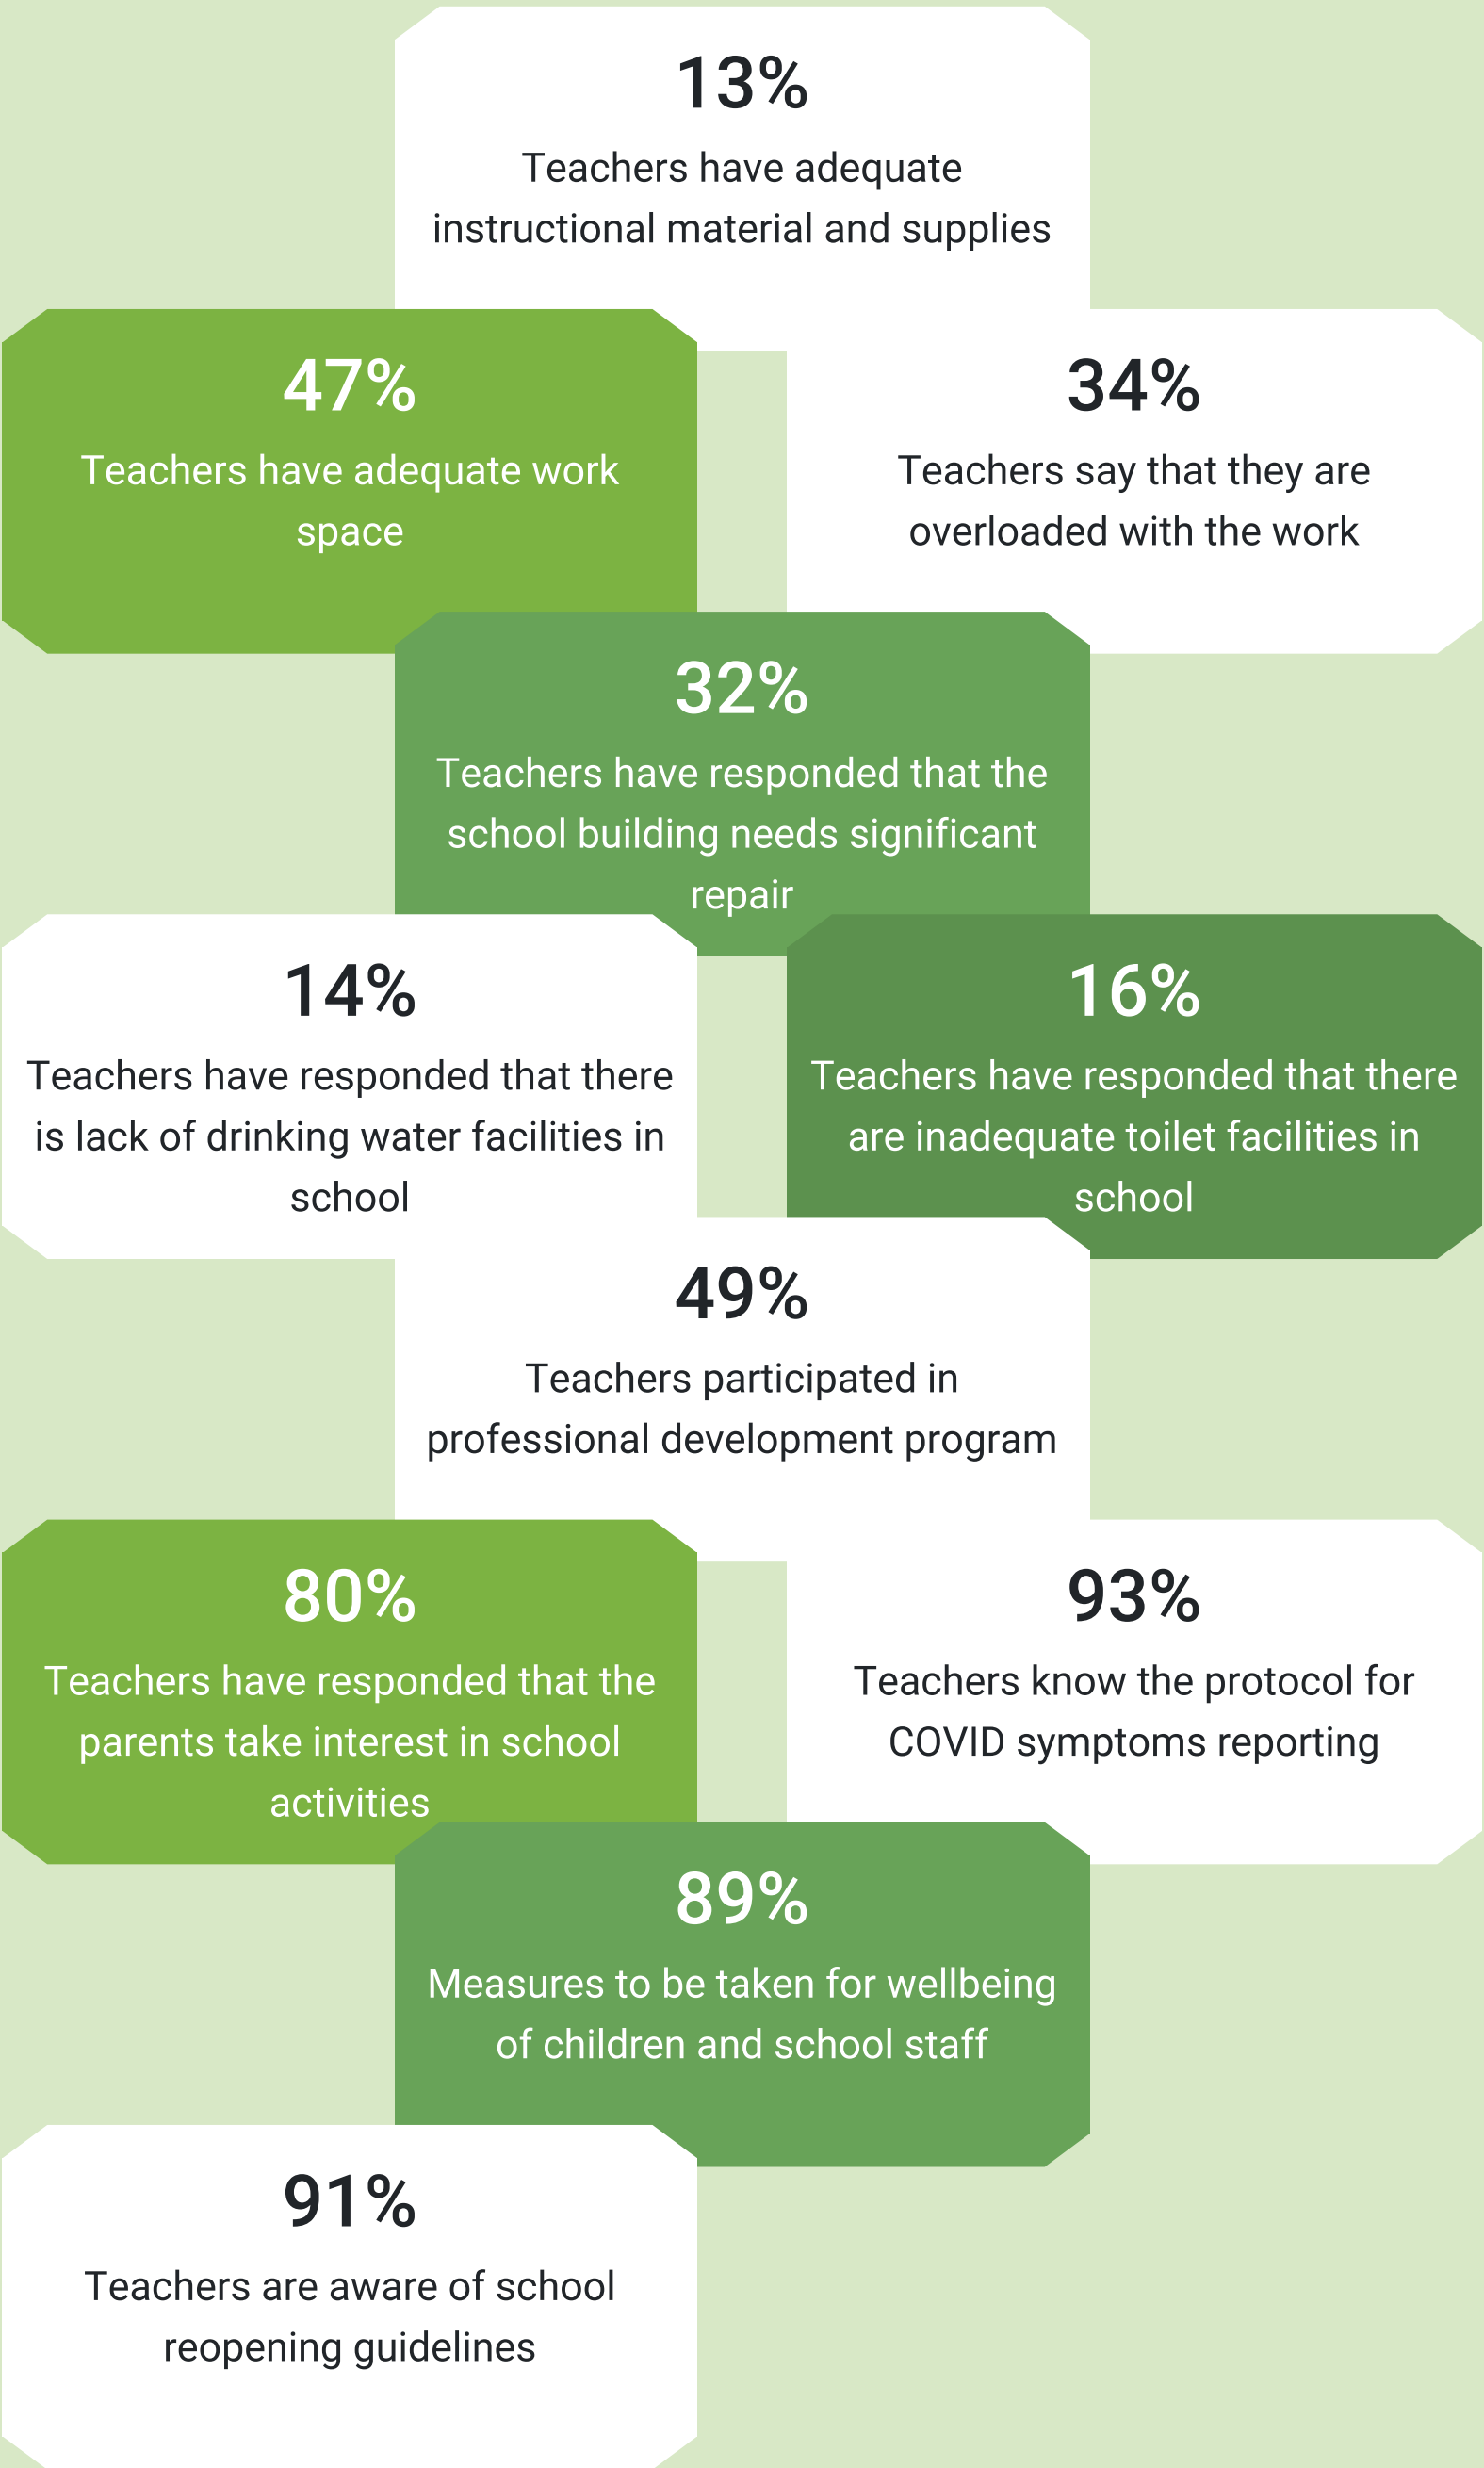 13%
Teachers have adequate
instructional material and supplies
47%
Teachers have adequate work
space
34%
Teachers say that they are
overloaded with the work
32%
Teachers have responded that the
school building needs significant
repair
14%
Teachers have responded that there
is lack of drinking water facilities in
school
16%
Teachers have responded that there
are inadequate toilet facilities in
school
49%
Teachers participated in
professional development program
80%
Teachers have responded that the
parents take interest in school
activities
93%
Teachers know the protocol for
COVID symptoms reporting
89%
Measures to be taken for wellbeing
of children and school staff
91%
Teachers are aware of school
reopening guidelines